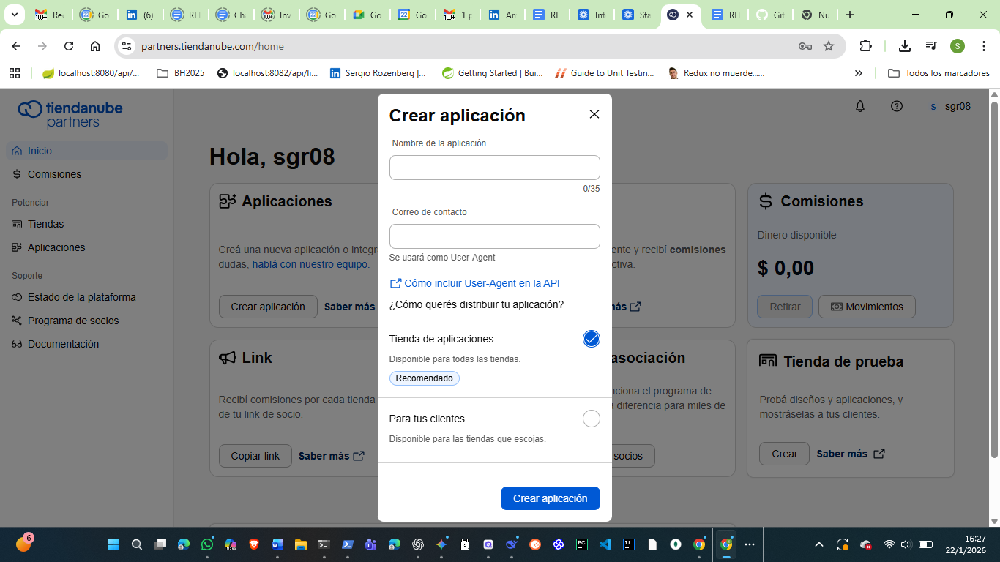 Rec
Go
(6)
REI
Cha
Inv
Go
Go
Go
1 p
An
RE
Int
Sta
REI
Git
Nu
partners.tiendanube.com/home
S
localhost:8080/api/...
BH2025
localhost:8082/api/li...
Sergio Rozenberg |...
Getting Started | Bui...
Guide to Unit Testin...
Redux no muerde......
Todos los marcadores
tiendanube
partners
Inicio
Comisiones
Potenciar
Tiendas
Aplicaciones
Soporte
Estado de la plataforma
Programa de socios
Documentación
s sgr08
Hola, sgr08
Aplicaciones
Creá una nueva aplicación o integr
dudas, hablá con nuestro equipo.
Crear aplicación
Saber más
ente y recibí comisiones
ctiva.
más
Comisiones
Dinero disponible
$ 0,00
Retirar
Movimientos
Link
Recibí comisiones por cada tienda
de tu link de socio.
Copiar link
Saber más
asociación
nciona el programa de
a diferencia para miles de
socios
Tienda de prueba
Probá diseños y aplicaciones, y
mostráselas a tus clientes.
Crear
Saber más
Crear aplicación
Nombre de la aplicación
0/35
Correo de contacto
Se usará como User-Agent
Cómo incluir User-Agent en la API
¿Cómo querés distribuir tu aplicación?
Tienda de aplicaciones
Disponible para todas las tiendas.
Recomendado
Para tus clientes
Disponible para las tiendas que escojas.
Crear aplicación
6
16:27
22/1/2026